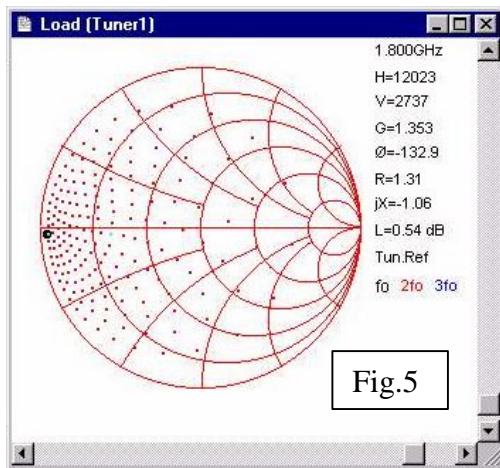 Load (Tuner1)
1.800GHz
H=12023
V=2737
G=1.353
Ø=-132.9
R=1.31
jX=-1.06
L=0.54 dB
Tun.Ref
fo 2fo 3fo
Fig.5